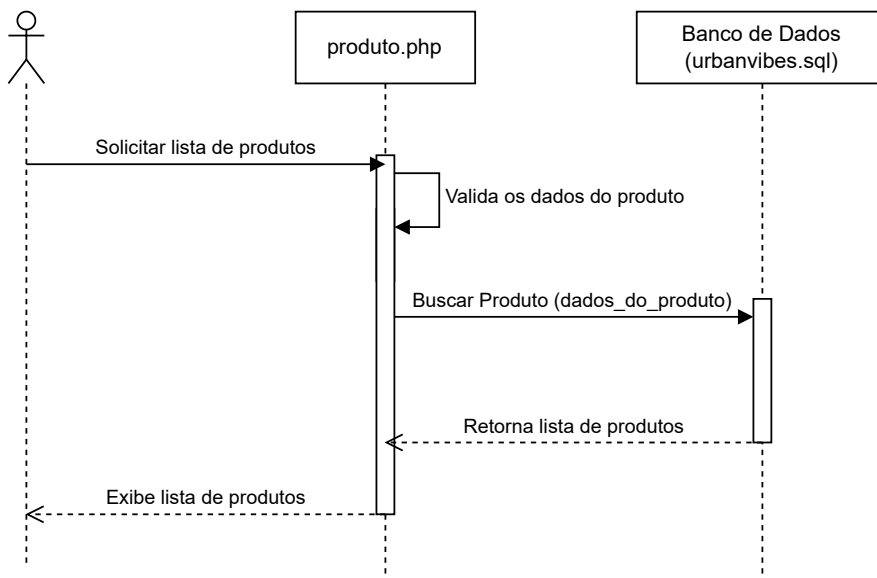 produto.php
Banco de Dados
(urbanvibes.sql)
Solicitar lista de produtos
Valida os dados do produto
Buscar Produto (dados_do_produto)
Retorna lista de produtos
Exibe lista de produtos